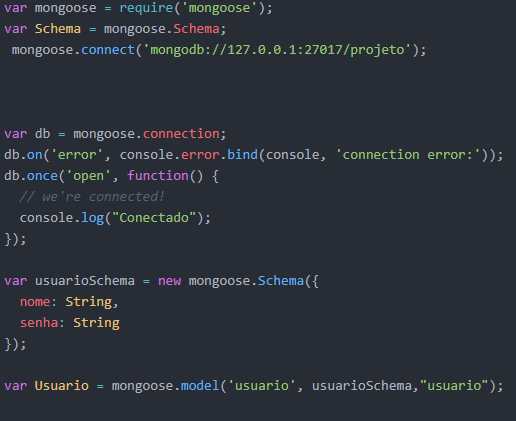 var mongoose = require('mongoose');
var Schema = mongoose.Schema;
mongoose.connect('mongodb://127.0.0.1:27017/projeto');
var db = mongoose.connection;
db.on('error', console.error.bind(console, 'connection error:'));
db.once('open', function() {
  // we're connected!
  console.log("Conectado");
});
var usuarioSchema = new mongoose.Schema({
  nome: String,
  senha: String
});
var Usuario = mongoose.model('usuario', usuarioSchema,"usuario");